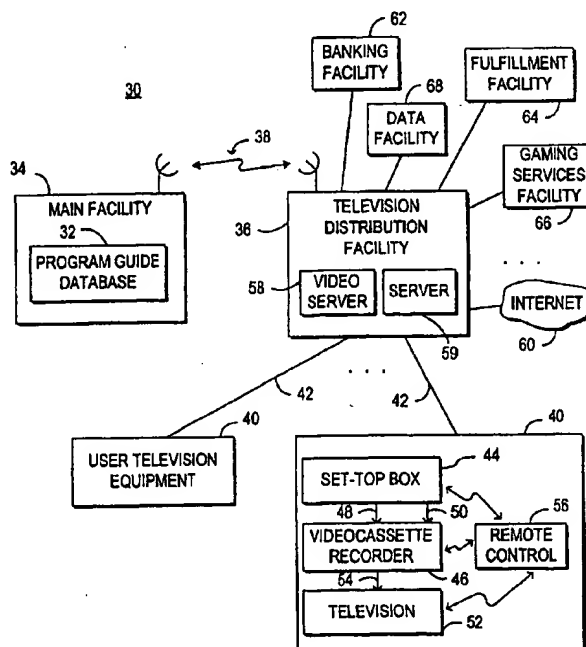 62
BANKING
FACILITY
30
68
DATA
FACILITY
FULFILLMENT
FACILITY
64
38
34
MAIN FACILITY
32
PROGRAM GUIDE
DATABASE
36
TELEVISION
DISTRIBUTION
FACILITY
58
VIDEO
SERVER
SERVER
59
GAMING
SERVICES
FACILITY
66
. . .
INTERNET
60
. . .
42
42
40
USER TELEVISION
EQUIPMENT
40
SET-TOP BOX
44
48
50
VIDEOCASSETTE
RECORDER
56
REMOTE
CONTROL
54
46
TELEVISION
52